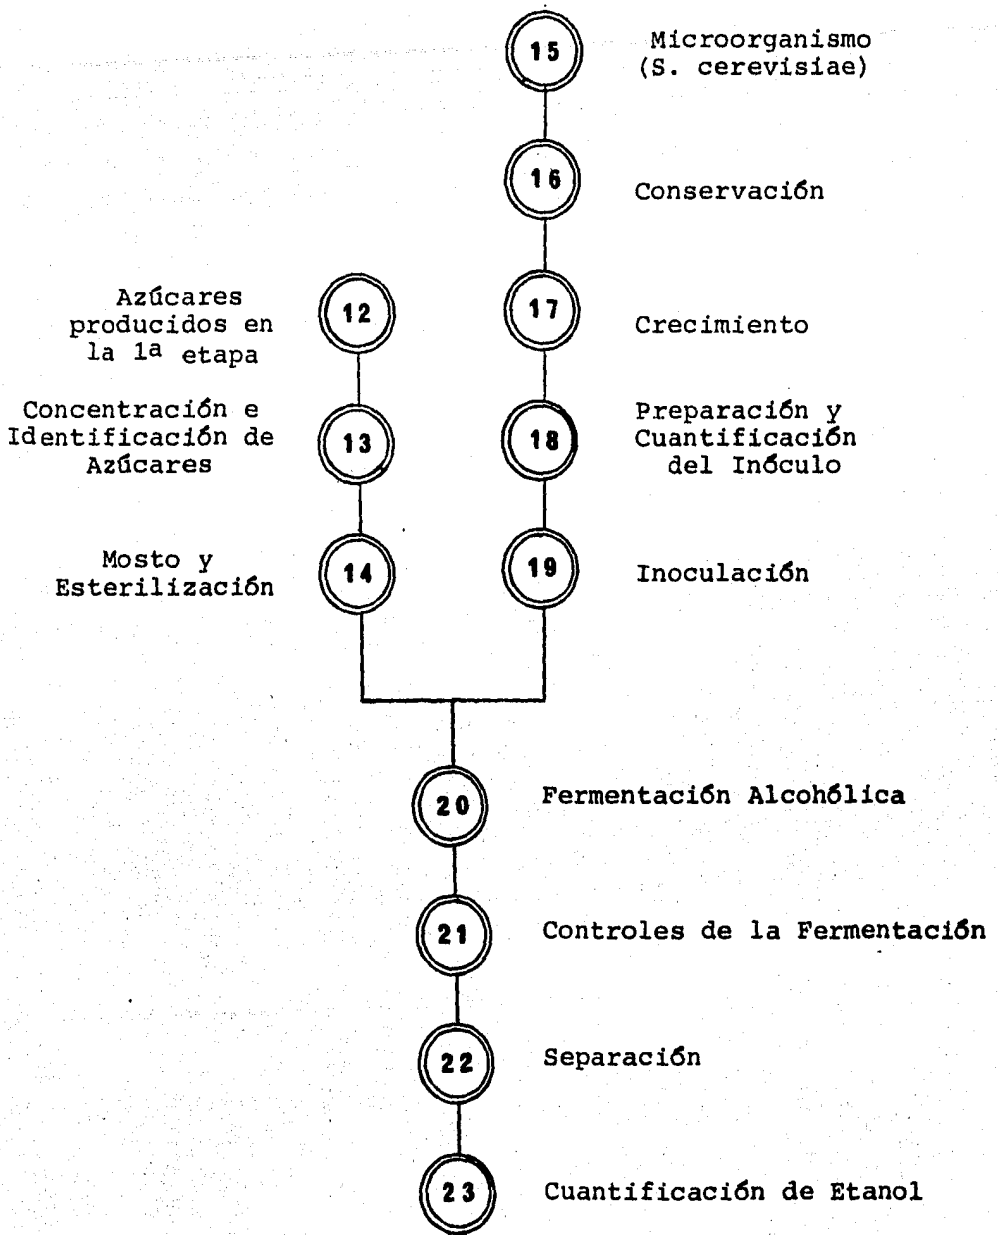 15
Microorganismo
(S. cerevisiae)
16
Conservación
Azúcares
producidos en
la 1ª etapa
12
17
Crecimiento
Concentración e
Identificación de
Azúcares
13
18
Preparación y
Cuantificación
del Inóculo
Mosto y
Esterilización
14
19
Inoculación
20
Fermentación Alcohólica
21
Controles de la Fermentación
22
Separación
23
Cuantificación de Etanol